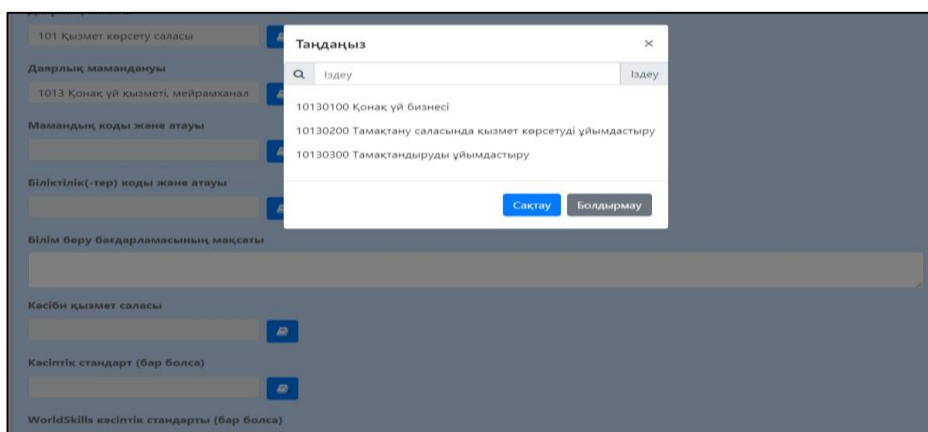 101 Қызмет көрсету саласы
Даярлық мамандануы
1013 Қонақ үй қызметі, мейрамханал
Мамандық коды және атауы
Біліктілік(-тер) коды және атауы
Білім беру бағдарламасының мақсаты
Кәсіби қызмет саласы
Кәсіптік стандарт (бар болса)
WorldSkills кәсіптік стандарты (бар болса)
Таңдаңыз ×
Іздеу Іздеу
10130100 Қонақ үй бизнесі
10130200 Тамақтану саласында қызмет көрсетуді ұйымдастыру
10130300 Тамақтандыруды ұйымдастыру
Сақтау Болдырмау